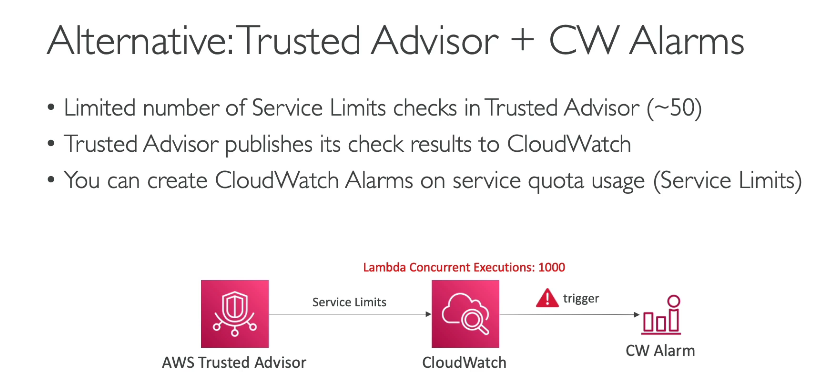 Alternative: Trusted Advisor + CW Alarms
• Limited number of Service Limits checks in Trusted Advisor (~50)
• Trusted Advisor publishes its check results to CloudWatch
• You can create CloudWatch Alarms on service quota usage (Service Limits)
Lambda Concurrent Executions: 1000
Service Limits
trigger
AWS Trusted Advisor
CloudWatch
CW Alarm